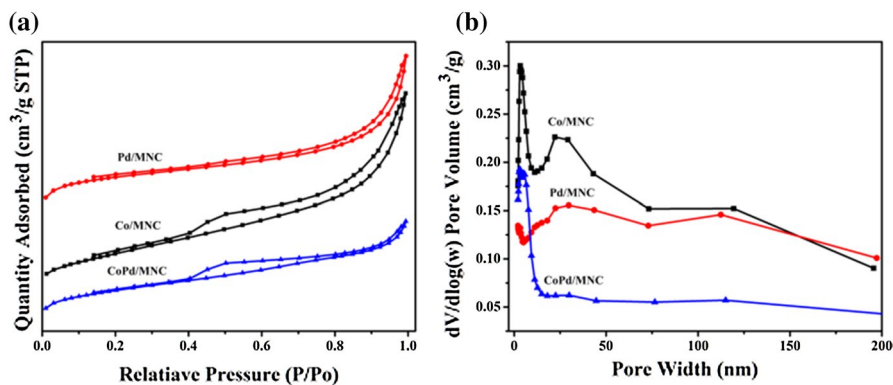 (a)
Quantity Adsorbed (cm³/g STP)
Pd/MNC
Co/MNC
CoPd/MNC
0.0 0.2 0.4 0.6 0.8 1.0
Relatiave Pressure (P/Po)
(b)
dV/dlog(w) Pore Volume (cm³/g)
0.30
0.25
0.20
0.15
0.10
0.05
Co/MNC
Pd/MNC
CoPd/MNC
0 50 100 150 200
Pore Width (nm)